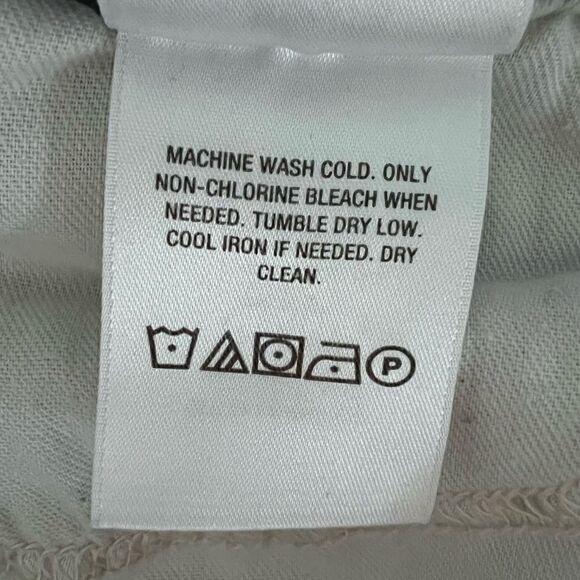 MACHINE WASH COLD. ONLY
NON-CHLORINE BLEACH WHEN
NEEDED. TUMBLE DRY LOW.
COOL IRON IF NEEDED. DRY
CLEAN.
P